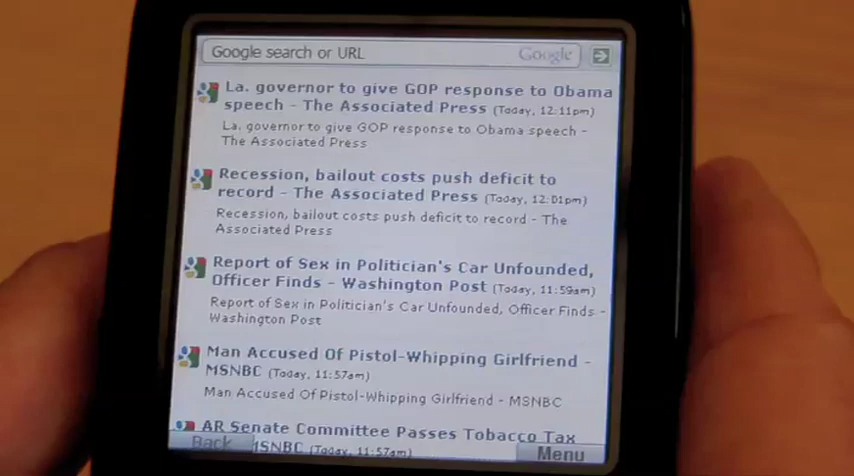 Google search or URL Google
La. governor to give GOP response to Obama
speech - The Associated Press (Today, 12:11pm)
La. governor to give GOP response to Obama speech -
The Associated Press
Recession, bailout costs push deficit to
record - The Associated Press (Today, 12:01pm)
Recession, bailout costs push deficit to record - The
Associated Press
Report of Sex in Politician's Car Unfounded,
Officer Finds - Washington Post (Today, 11:59am)
Report of Sex in Politician's Car Unfounded, Officer Finds -
Washington Post
Man Accused Of Pistol-Whipping Girlfriend -
MSNBC (Today, 11:57am)
Man Accused Of Pistol-Whipping Girlfriend - MSNBC
AR Senate Committee Passes Tobacco Tax
MSNBC (Today, 11:57am)
Back Menu